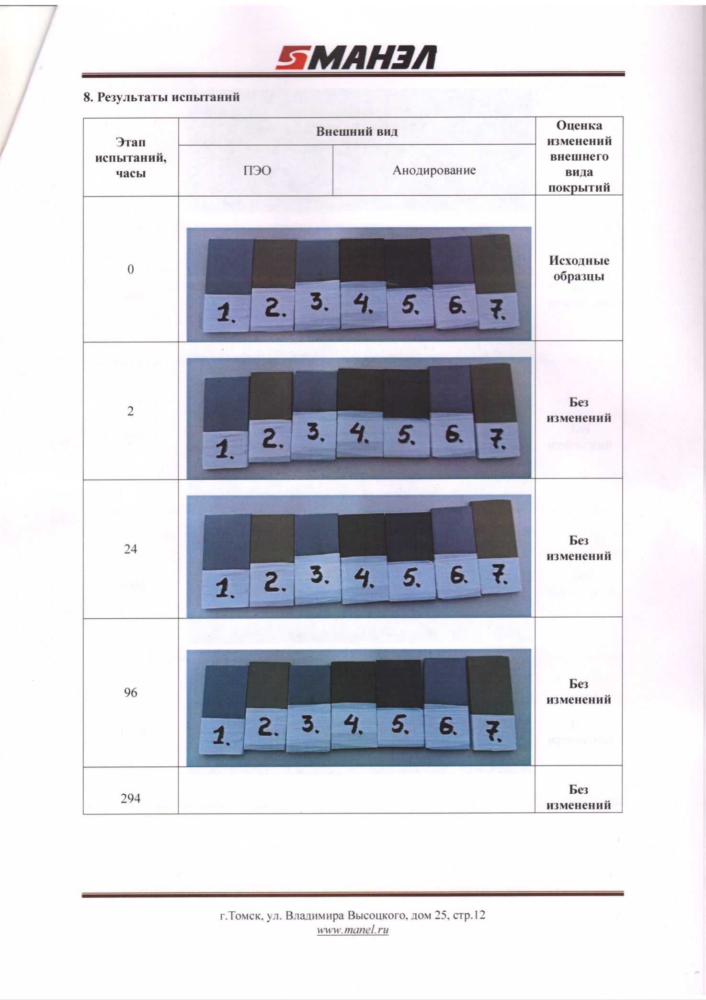 МАНЭЛ
8. Результаты испытаний
Этап
испытаний,
часы
Внешний вид
ПЭО
Анодирование
Оценка
изменений
внешнего
вида
покрытий
0
1. 2. 3. 4. 5. 6. 7.
Исходные
образцы
2
1. 2. 3. 4. 5. 6. 7.
Без
изменений
24
1. 2. 3. 4. 5. 6. 7.
Без
изменений
96
1. 2. 3. 4. 5. 6. 7.
Без
изменений
294
Без
изменений
г.Томск, ул. Владимира Высоцкого, дом 25, стр.12
www.manel.ru